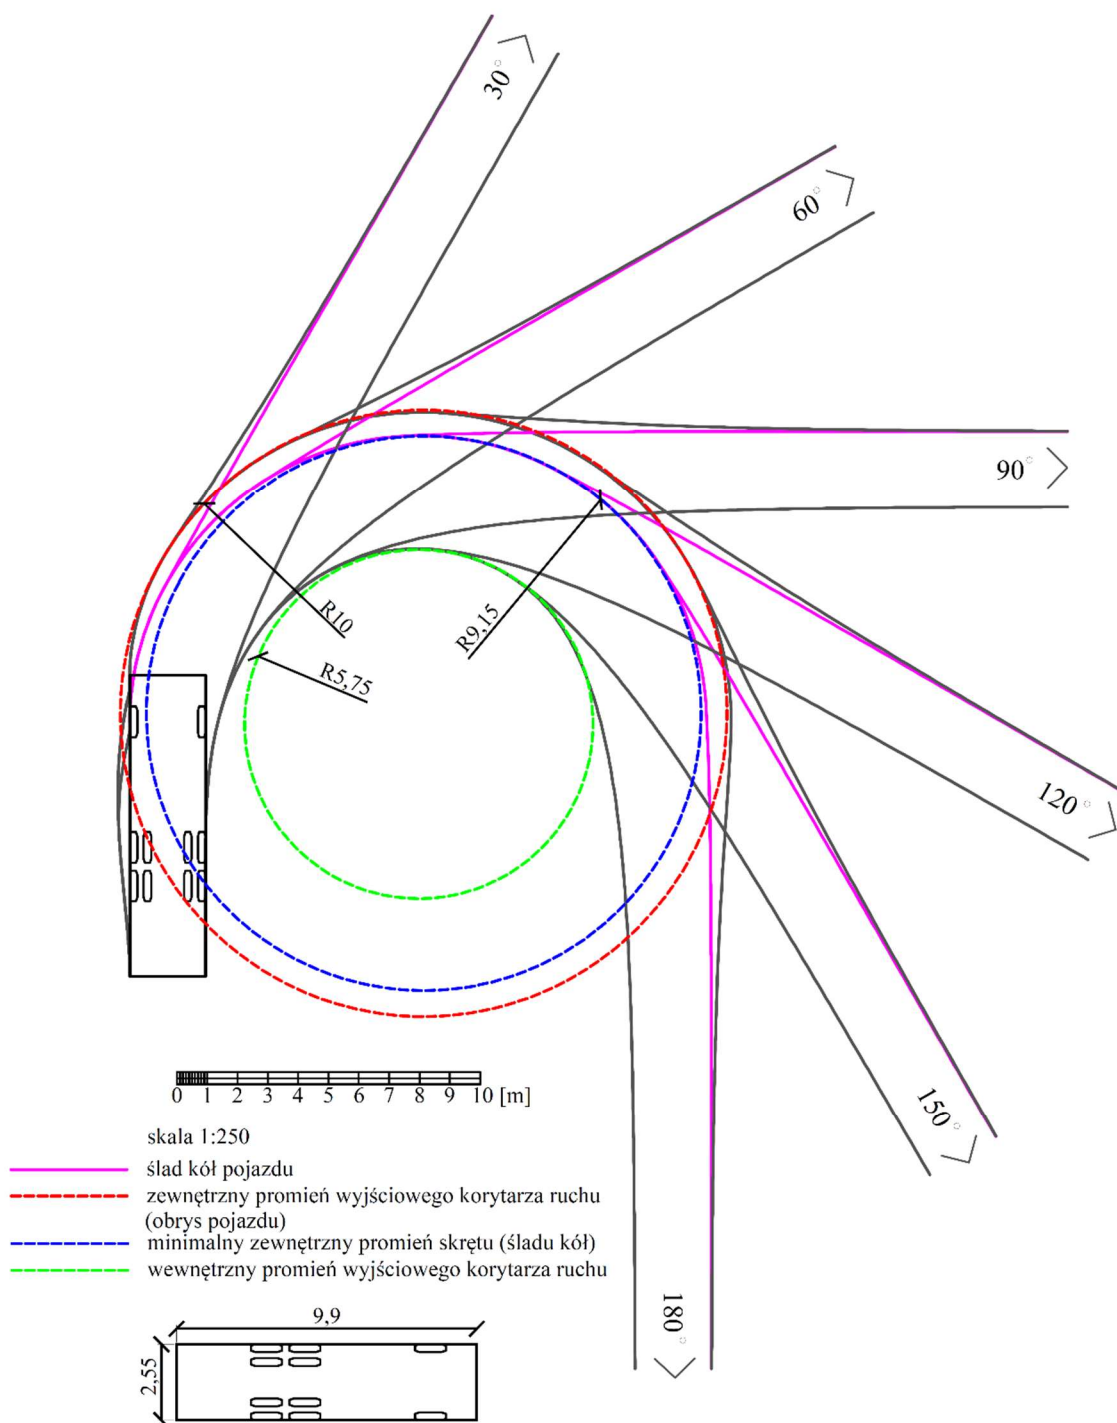 30°
60°
90°
R10
R9,15
R5,75
120°
150°
0 1 2 3 4 5 6 7 8 9 10 [m]
skala 1:250
ślad kół pojazdu
zewnętrzny promień wyjściowego korytarza ruchu
(obrys pojazdu)
minimalny zewnętrzny promień skrętu (śladu kół)
wewnętrzny promień wyjściowego korytarza ruchu
180°
9,9
2,55